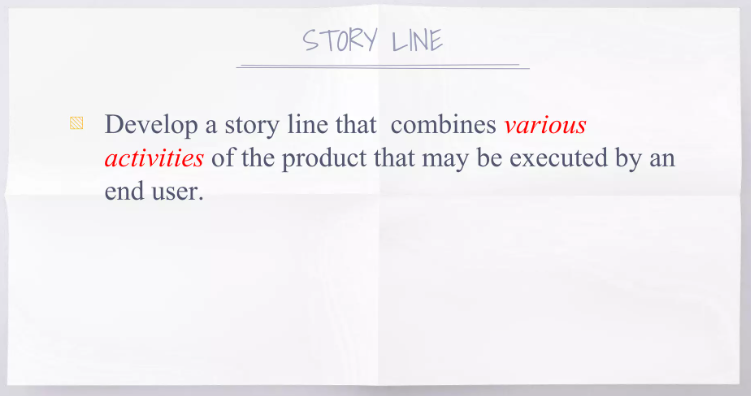 STORY LINE
Develop a story line that combines various
activities of the product that may be executed by an
end user.